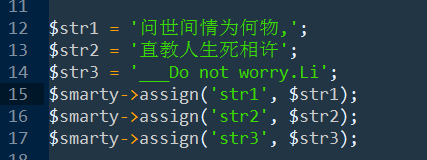 11
12 $str1 = '问世间情为何物,';
13 $str2 = '直教人生死相许';
14 $str3 = '___Do not worry.Li';
15 $smarty->assign('str1', $str1);
16 $smarty->assign('str2', $str2);
17 $smarty->assign('str3', $str3);